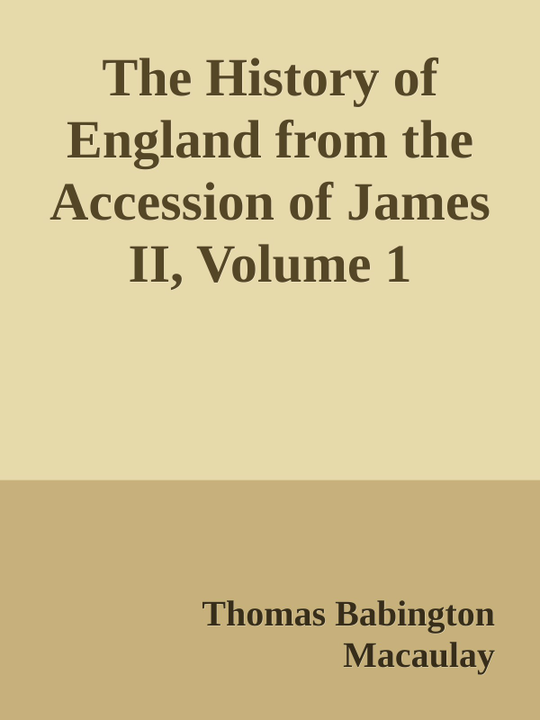 The History of
England from the
Accession of James
II, Volume 1
Thomas Babington
Macaulay